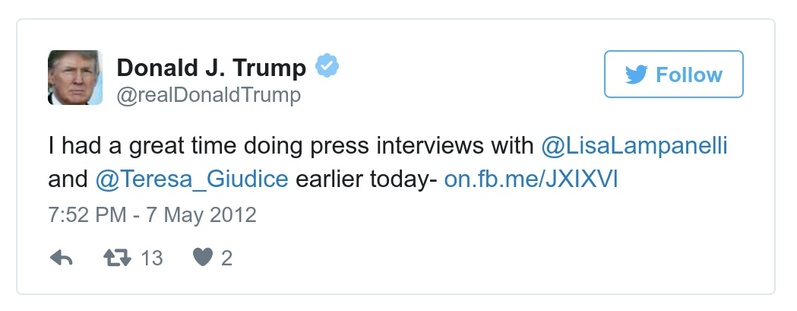 Donald J. Trump
@realDonaldTrump
Follow
I had a great time doing press interviews with @LisaLampanelli
and @Teresa_Giudice earlier today- on.fb.me/JXIXVl
7:52 PM - 7 May 2012
13 2